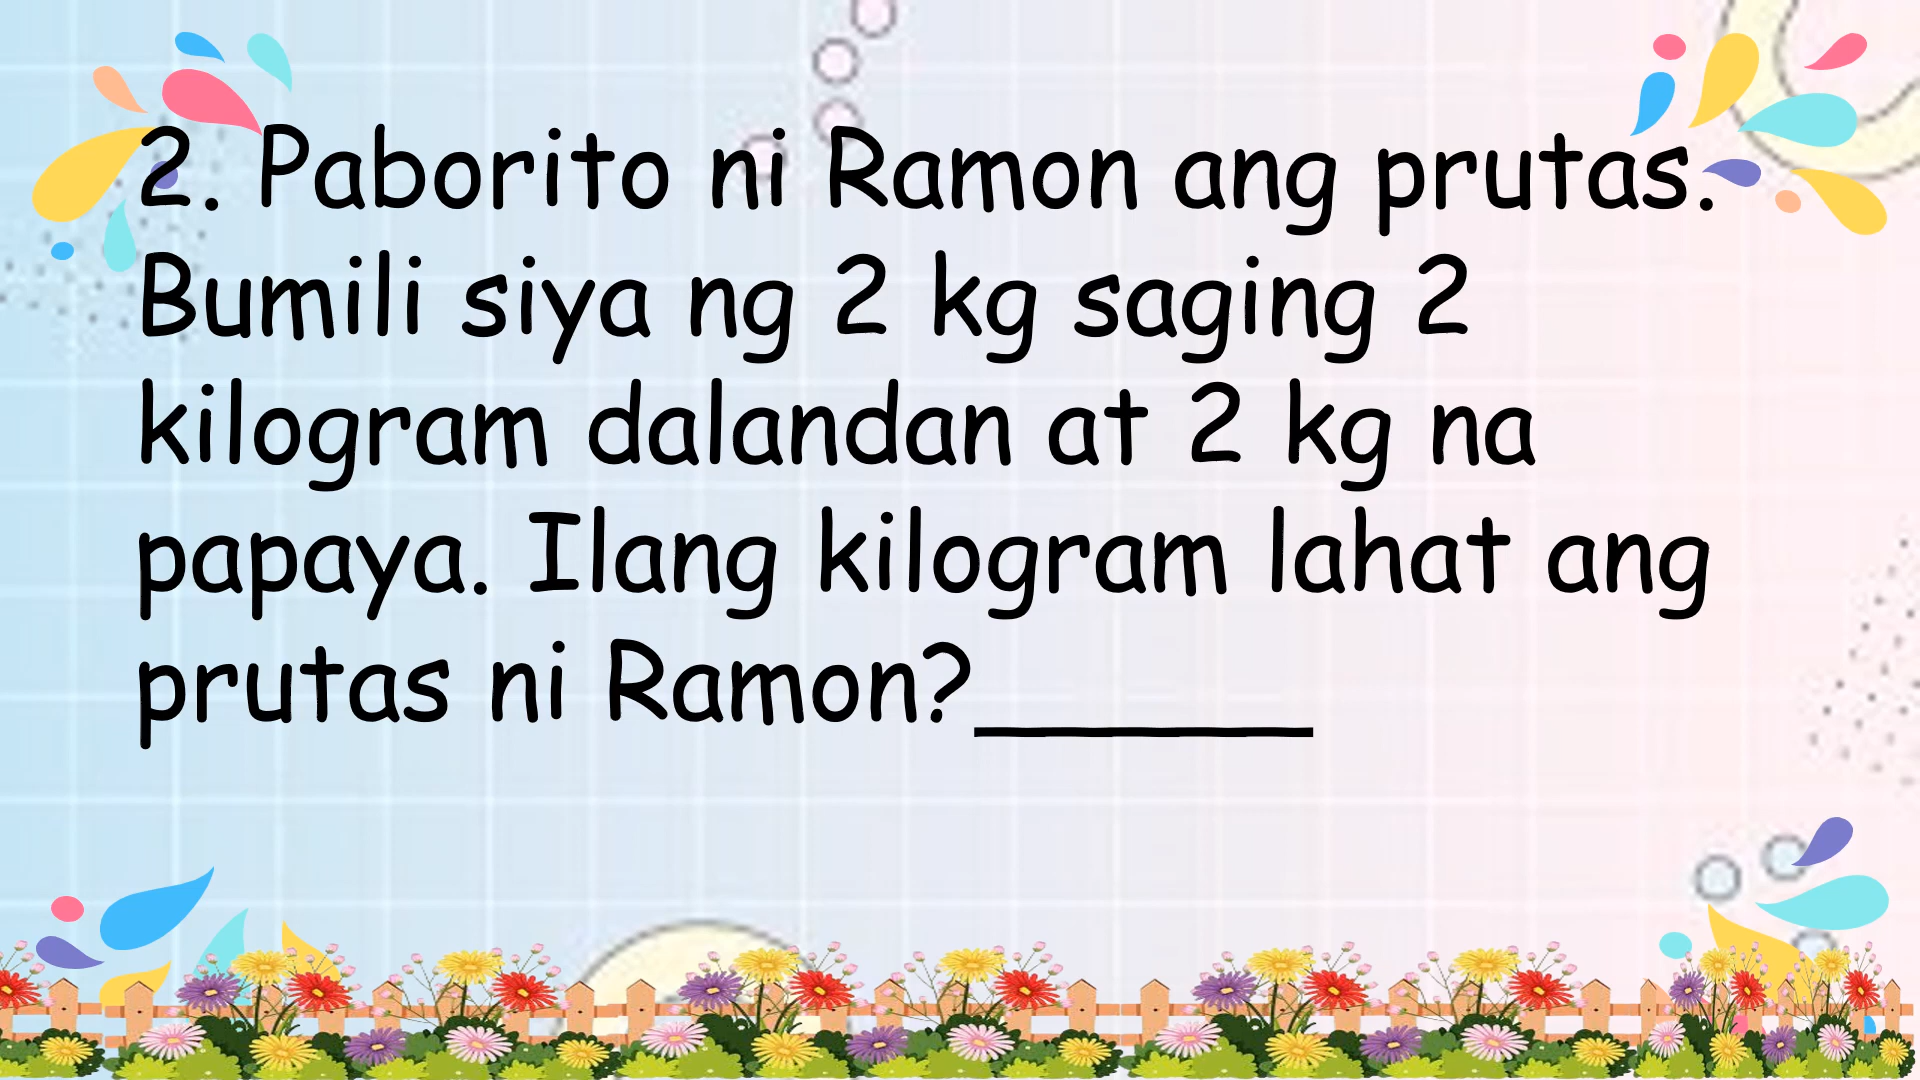 2. Paborito ni Ramon ang prutas.
Bumili siya ng 2 kg saging 2
kilogram dalandan at 2 kg na
papaya. Ilang kilogram lahat ang
prutas ni Ramon?______